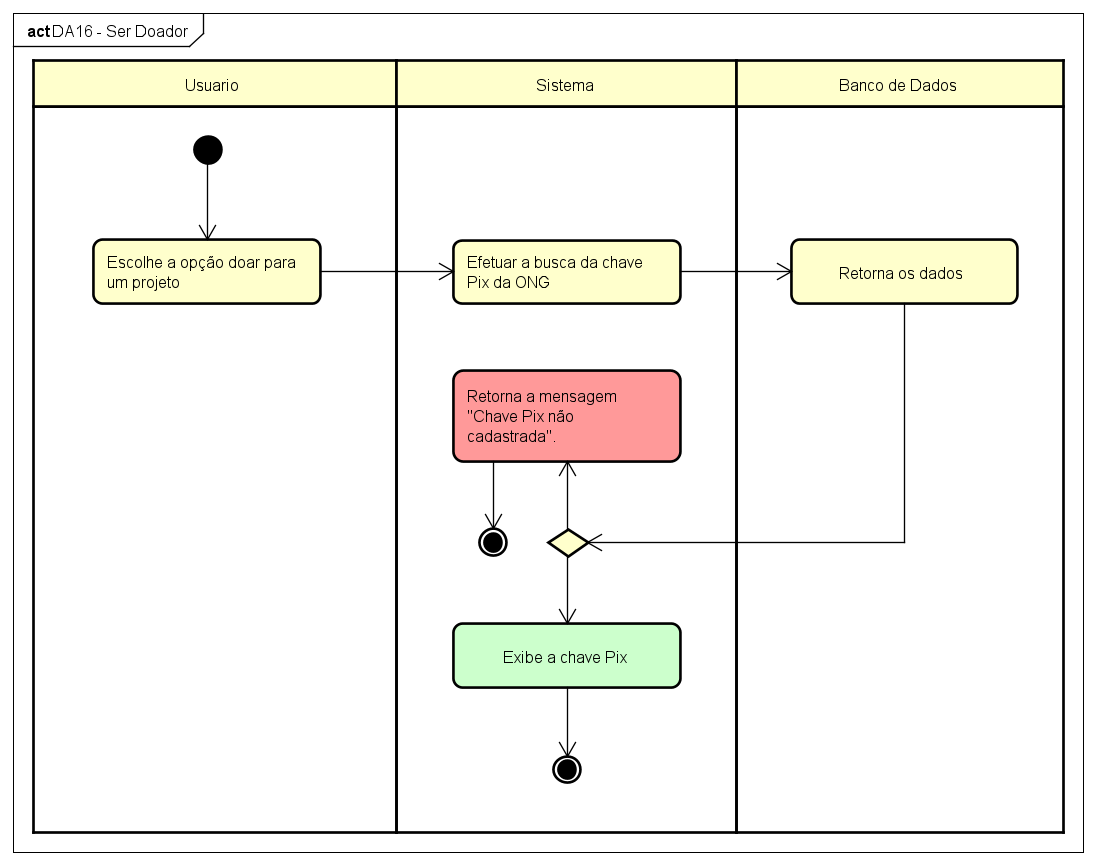 act DA16 - Ser Doador
Usuario
Sistema
Banco de Dados
Escolhe a opção doar para
um projeto
Efetuar a busca da chave
Pix da ONG
Retorna os dados
Retorna a mensagem
"Chave Pix não
cadastrada".
Exibe a chave Pix